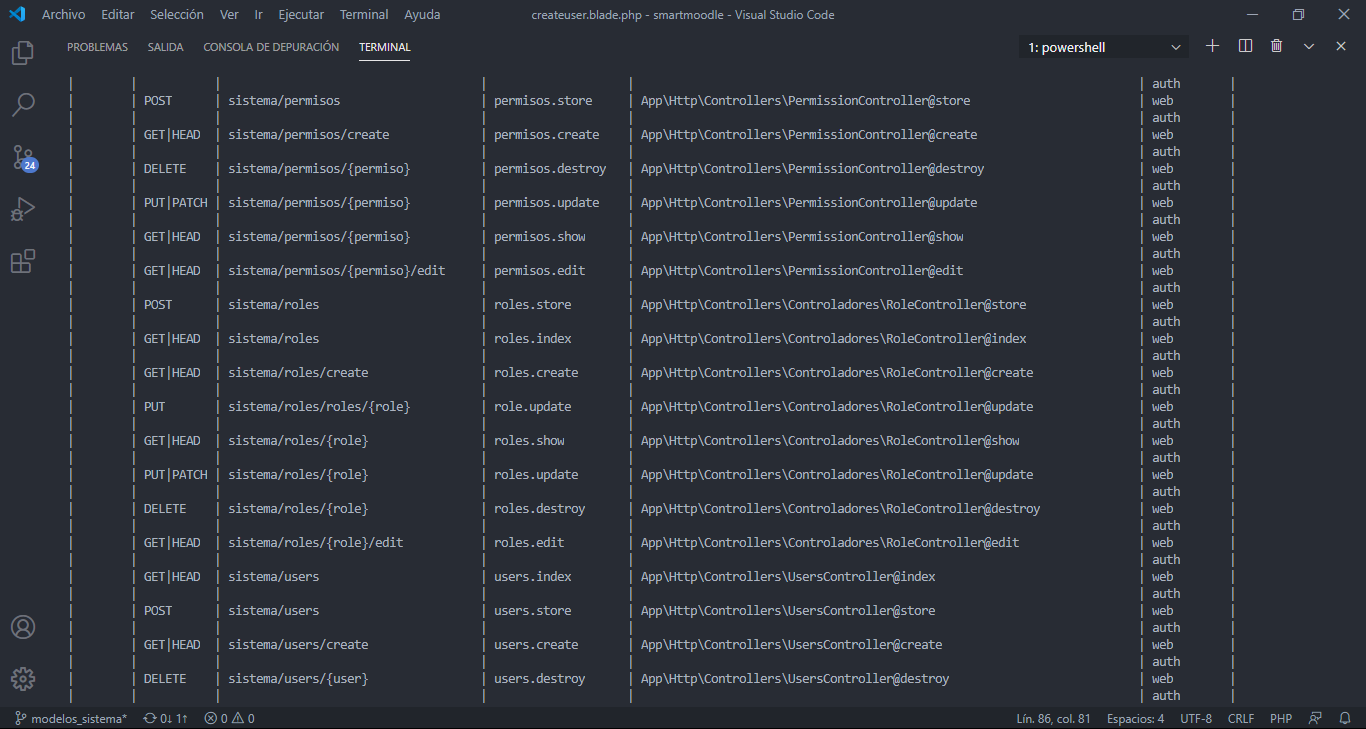 Archivo Editar Selección Ver Ir Ejecutar Terminal Ayuda createuser.blade.php - smartmoodle - Visual Studio Code
PROBLEMAS SALIDA CONSOLA DE DEPURACIÓN TERMINAL 1: powershell
| | | | | | auth |
| | POST | sistema/permisos | permisos.store | App\Http\Controllers\PermissionController@store | web |
| | | | | | auth |
| | GET|HEAD | sistema/permisos/create | permisos.create | App\Http\Controllers\PermissionController@create | web |
| | | | | | auth |
| | DELETE | sistema/permisos/{permiso} | permisos.destroy | App\Http\Controllers\PermissionController@destroy | web |
| | | | | | auth |
| | PUT|PATCH | sistema/permisos/{permiso} | permisos.update | App\Http\Controllers\PermissionController@update | web |
| | | | | | auth |
| | GET|HEAD | sistema/permisos/{permiso} | permisos.show | App\Http\Controllers\PermissionController@show | web |
| | | | | | auth |
| | GET|HEAD | sistema/permisos/{permiso}/edit | permisos.edit | App\Http\Controllers\PermissionController@edit | web |
| | | | | | auth |
| | POST | sistema/roles | roles.store | App\Http\Controllers\Controladores\RoleController@store | web |
| | | | | | auth |
| | GET|HEAD | sistema/roles | roles.index | App\Http\Controllers\Controladores\RoleController@index | web |
| | | | | | auth |
| | GET|HEAD | sistema/roles/create | roles.create | App\Http\Controllers\Controladores\RoleController@create | web |
| | | | | | auth |
| | PUT | sistema/roles/roles/{role} | role.update | App\Http\Controllers\Controladores\RoleController@update | web |
| | | | | | auth |
| | GET|HEAD | sistema/roles/{role} | roles.show | App\Http\Controllers\Controladores\RoleController@show | web |
| | | | | | auth |
| | PUT|PATCH | sistema/roles/{role} | roles.update | App\Http\Controllers\Controladores\RoleController@update | web |
| | | | | | auth |
| | DELETE | sistema/roles/{role} | roles.destroy | App\Http\Controllers\Controladores\RoleController@destroy | web |
| | | | | | auth |
| | GET|HEAD | sistema/roles/{role}/edit | roles.edit | App\Http\Controllers\Controladores\RoleController@edit | web |
| | | | | | auth |
| | GET|HEAD | sistema/users | users.index | App\Http\Controllers\UsersController@index | web |
| | | | | | auth |
| | POST | sistema/users | users.store | App\Http\Controllers\UsersController@store | web |
| | | | | | auth |
| | GET|HEAD | sistema/users/create | users.create | App\Http\Controllers\UsersController@create | web |
| | | | | | auth |
| | DELETE | sistema/users/{user} | users.destroy | App\Http\Controllers\UsersController@destroy | web |
| | | | | | auth |
24
modelos_sistema* 0↓ 1↑ 0 0 Lín. 86, col. 81 Espacios: 4 UTF-8 CRLF PHP